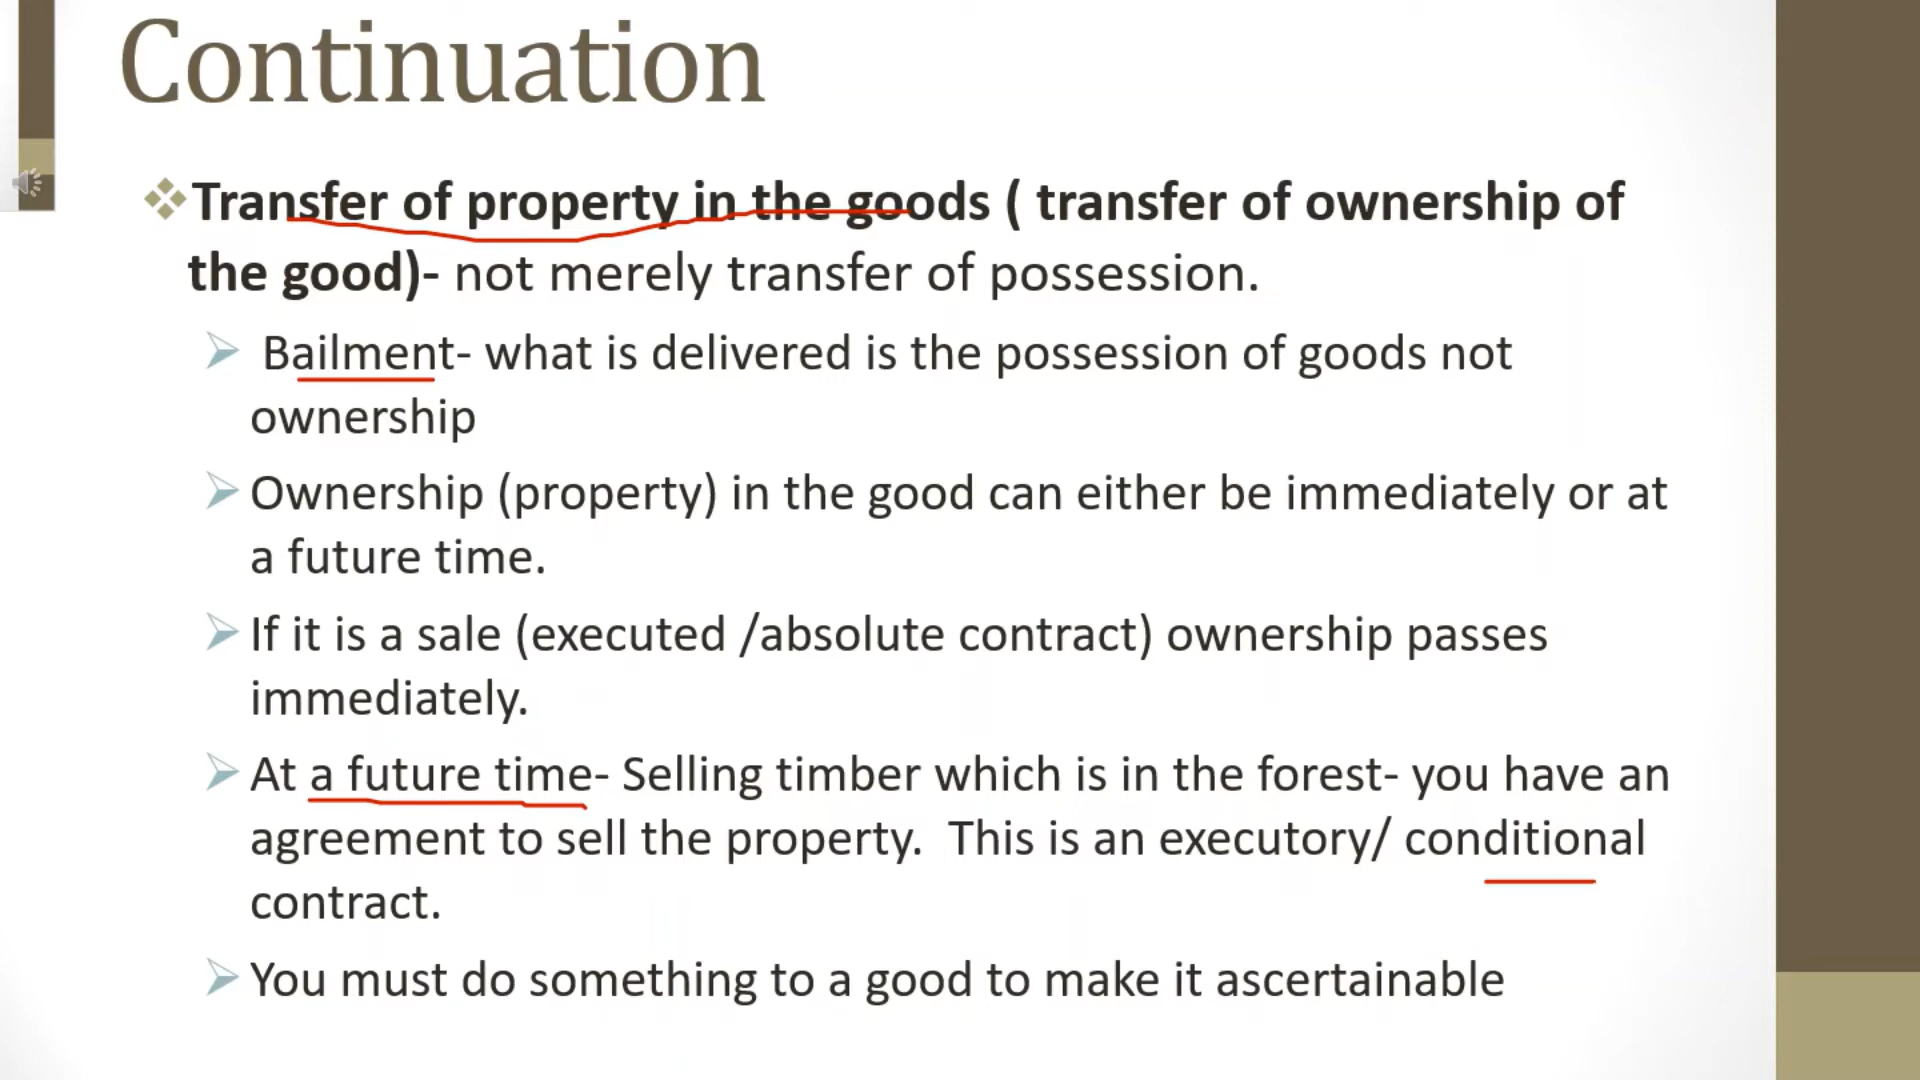 Continuation
Transfer of property in the goods ( transfer of ownership of
the good)- not merely transfer of possession.
Bailment- what is delivered is the possession of goods not
ownership
Ownership (property) in the good can either be immediately or at
a future time.
If it is a sale (executed /absolute contract) ownership passes
immediately.
At a future time- Selling timber which is in the forest- you have an
agreement to sell the property. This is an executory/ conditional
contract.
You must do something to a good to make it ascertainable